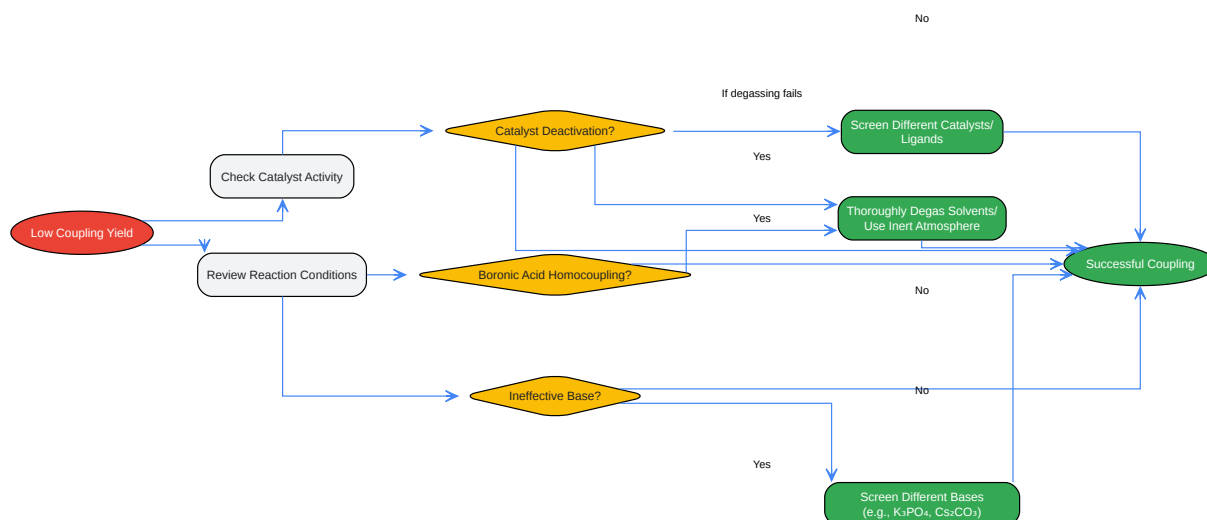 No
If degassing fails
Catalyst Deactivation?
Screen Different Catalysts/
Ligands
Yes
Check Catalyst Activity
Thoroughly Degas Solvents/
Use Inert Atmosphere
Yes
Low Coupling Yield
Review Reaction Conditions
Boronic Acid Homocoupling?
Successful Coupling
No
Ineffective Base?
No
Yes
Screen Different Bases
(e.g., K₃PO₄, Cs₂CO₃)